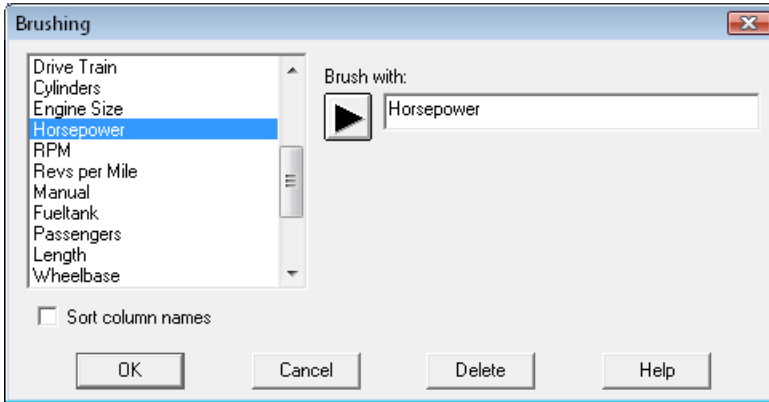 Brushing
Drive Train
Cylinders
Engine Size
Horsepower
RPM
Revs per Mile
Manual
Fueltank
Passengers
Length
Wheelbase
Brush with:
Horsepower
Sort column names
OK Cancel Delete Help